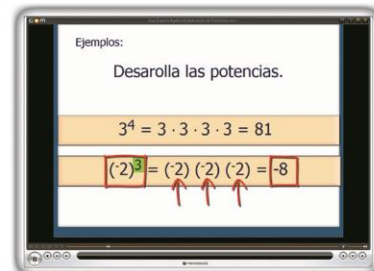 Ejemplos:
Desarolla las potencias.
3⁴ = 3 · 3 · 3 · 3 = 81
(⁻2)³ = (⁻2) (⁻2) (⁻2) = ⁻8